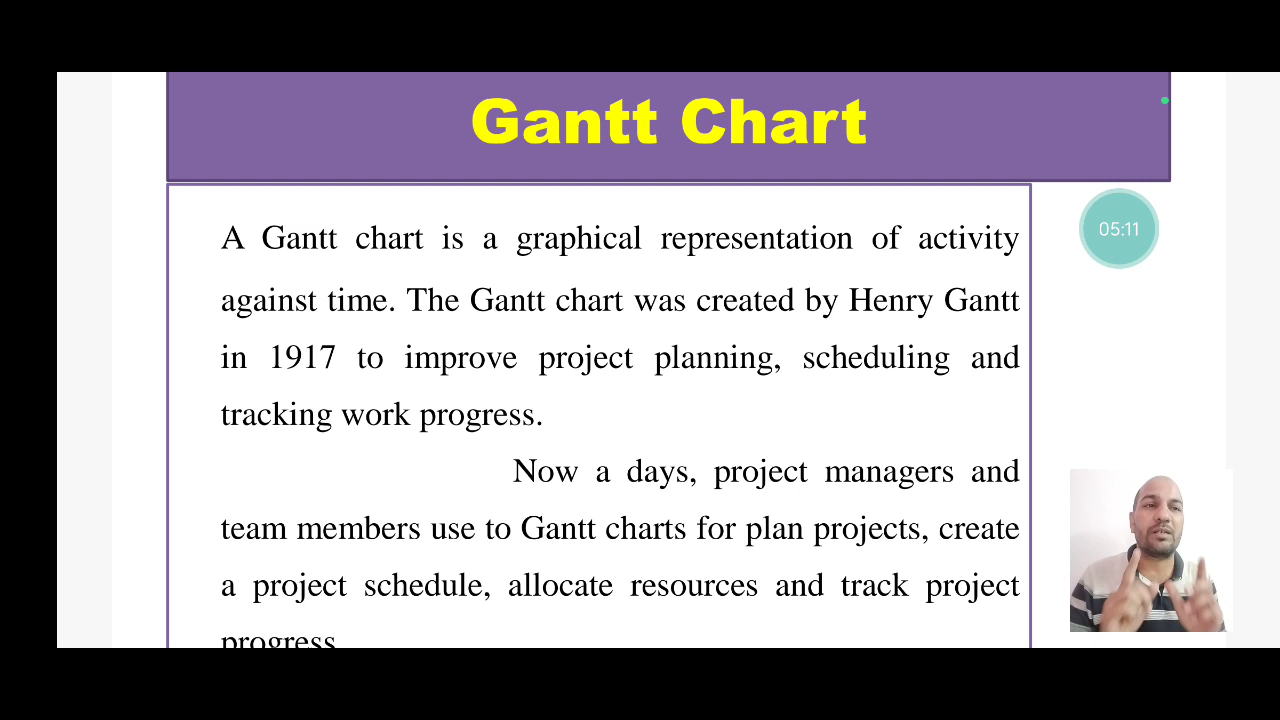 Gantt Chart
A Gantt chart is a graphical representation of activity
against time. The Gantt chart was created by Henry Gantt
in 1917 to improve project planning, scheduling and
tracking work progress.
Now a days, project managers and
team members use to Gantt charts for plan projects, create
a project schedule, allocate resources and track project
progress
05:11